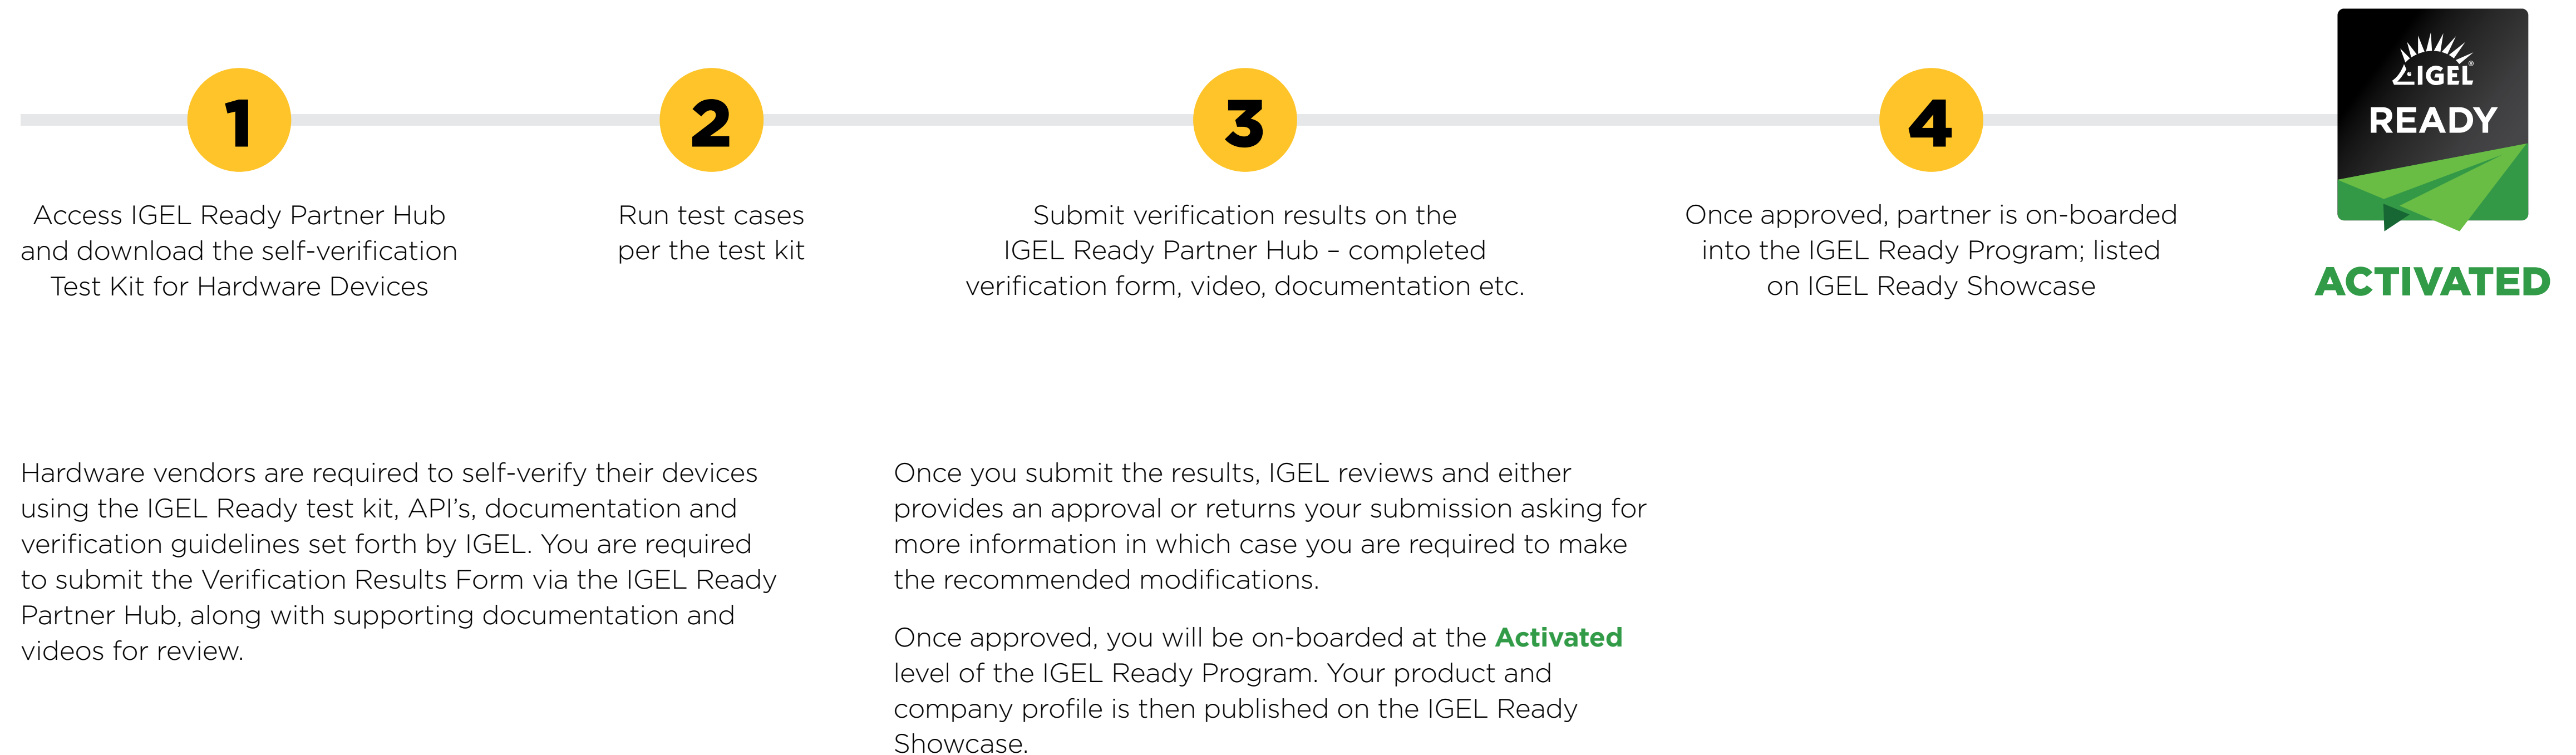 1
Access IGEL Ready Partner Hub
and download the self-verification
Test Kit for Hardware Devices
2
Run test cases
per the test kit
3
Submit verification results on the
IGEL Ready Partner Hub – completed
verification form, video, documentation etc.
4
Once approved, partner is on-boarded
into the IGEL Ready Program; listed
on IGEL Ready Showcase
IGEL®
READY
ACTIVATED
Hardware vendors are required to self-verify their devices
using the IGEL Ready test kit, API’s, documentation and
verification guidelines set forth by IGEL. You are required
to submit the Verification Results Form via the IGEL Ready
Partner Hub, along with supporting documentation and
videos for review.
Once you submit the results, IGEL reviews and either
provides an approval or returns your submission asking for
more information in which case you are required to make
the recommended modifications.
Once approved, you will be on-boarded at the Activated
level of the IGEL Ready Program. Your product and
company profile is then published on the IGEL Ready
Showcase.